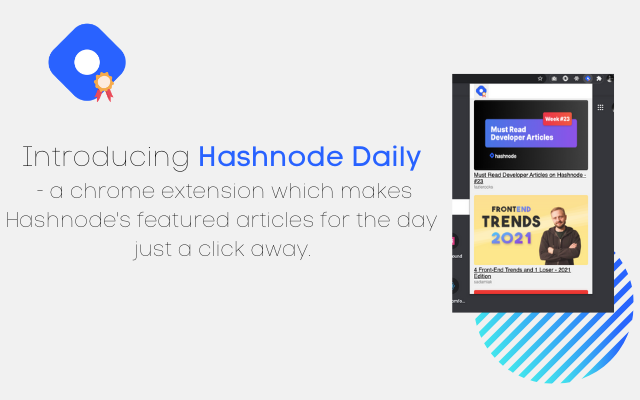 Introducing Hashnode Daily
- a chrome extension which makes
Hashnode's featured articles for the day
just a click away.
Week #23
Must Read
Developer Articles
hashnode
Must Read Developer Articles on Hashnode -
#23
FRONTEND
TRENDS
2021
4 Front-End Trends and 1 Loser - 2021
Edition